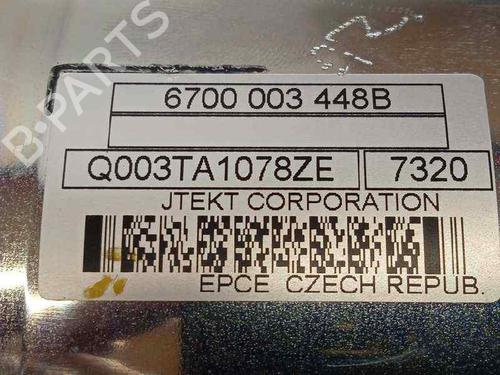 B-PARTS
6700 003 448B
Q003TA1078ZE 7320
JTEKT CORPORATION
EPCE CZECH REPUB.